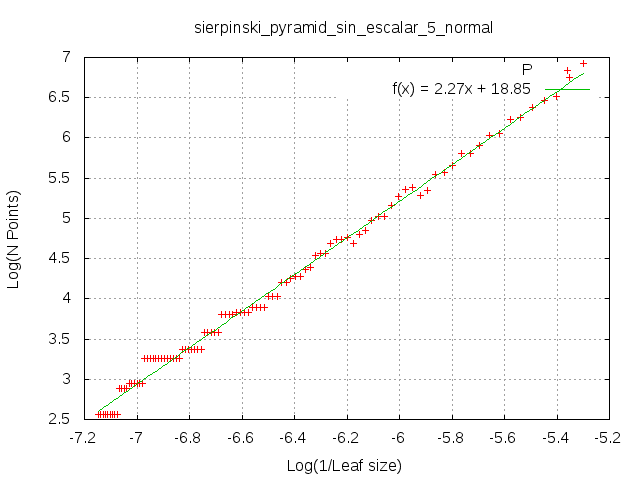 sierpinski_pyramid_sin_escalar_5_normal
P
f(x) = 2.27x + 18.85
Log(N Points)
7
6.5
6
5.5
5
4.5
4
3.5
3
2.5
-7.2 -7 -6.8 -6.6 -6.4 -6.2 -6 -5.8 -5.6 -5.4 -5.2
Log(1/Leaf size)